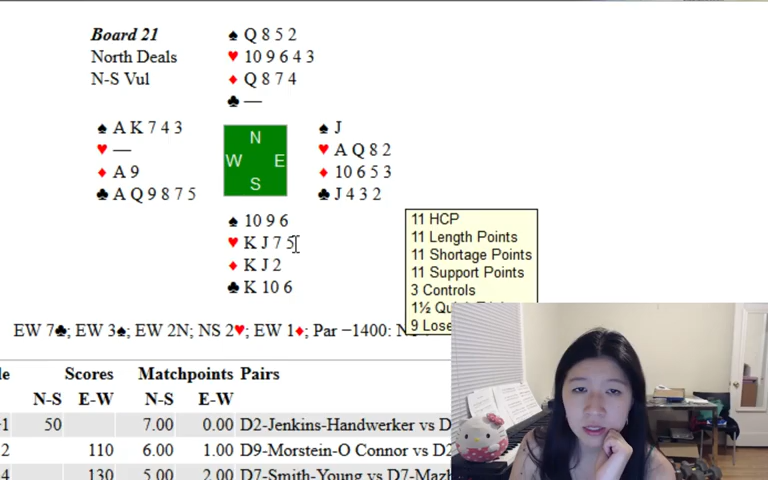 Board 21
North Deals
N-S Vul
♠ Q 8 5 2
♥ 10 9 6 4 3
♦ Q 8 7 4
♣ —
♠ A K 7 4 3
♥ —
♦ A 9
♣ A Q 9 8 7 5
N
W E
S
♠ J
♥ A Q 8 2
♦ 10 6 5 3
♣ J 4 3 2
♠ 10 9 6
♥ K J 7 5
♦ K J 2
♣ K 10 6
11 HCP
11 Length Points
11 Shortage Points
11 Support Points
3 Controls
1½ Qu
9 Lose
EW 7♣; EW 3♠; EW 2N; NS 2♥; EW 1♦; Par −1400: N
Scores Matchpoints Pairs
N-S E-W N-S E-W
50 7.00 0.00 D2-Jenkins-Handwerker vs D
2 110 6.00 1.00 D9-Morstein-O Connor vs D
4 130 5.00 2.00 D7-Smith-Young vs D7-Maz